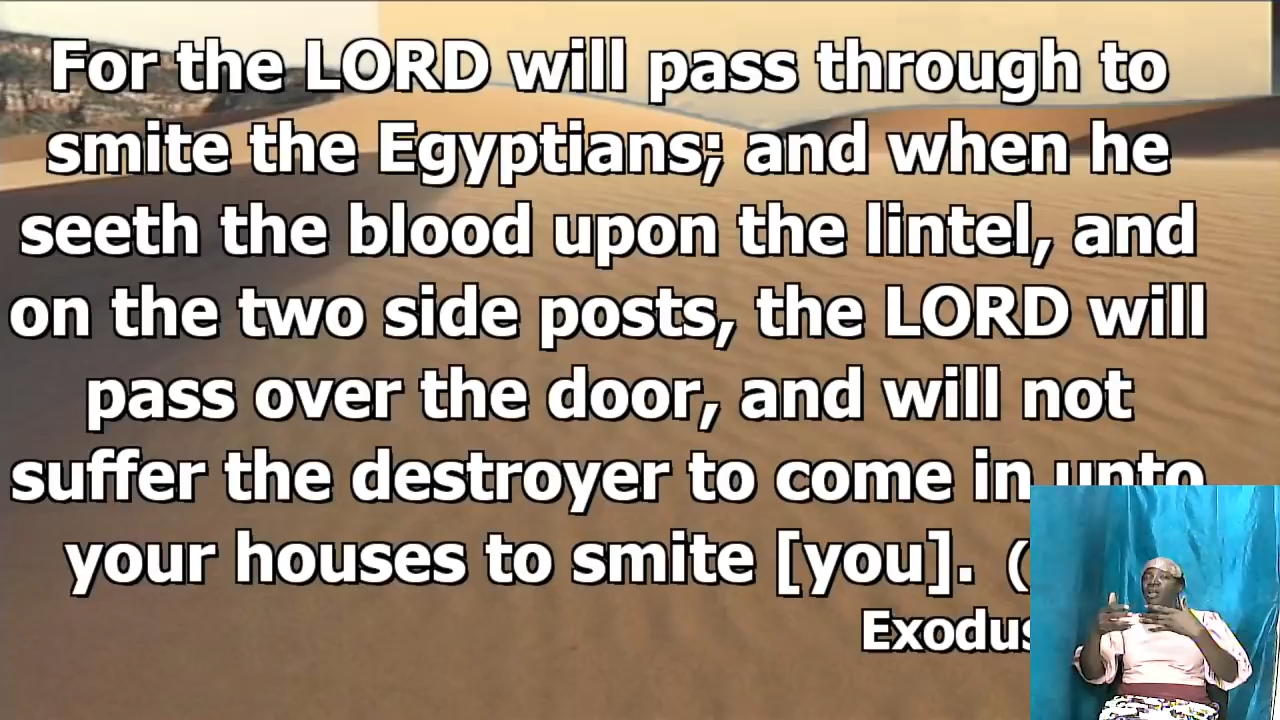 For the LORD will pass through to
smite the Egyptians; and when he
seeth the blood upon the lintel, and
on the two side posts, the LORD will
pass over the door, and will not
suffer the destroyer to come in unto
your houses to smite [you]. (
Exodus